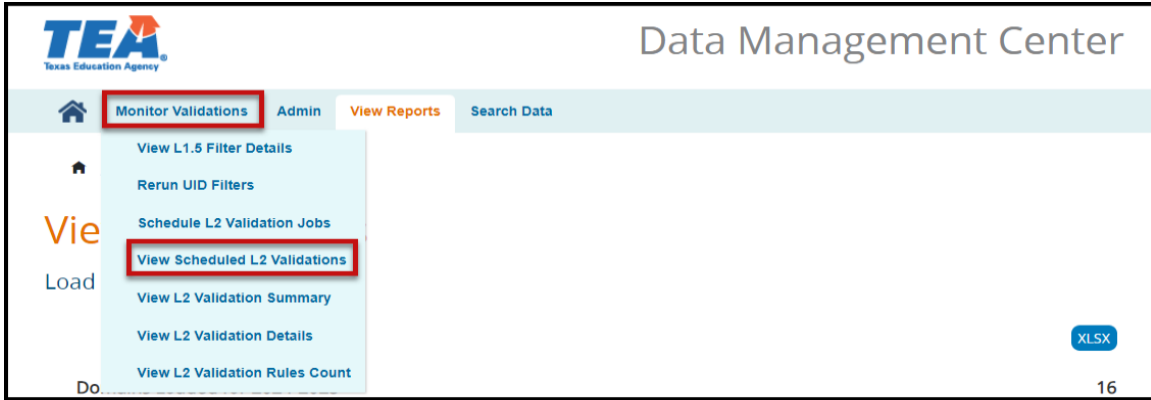 TEA
Texas Education Agency
Data Management Center
Monitor Validations Admin View Reports Search Data
View L1.5 Filter Details
Rerun UID Filters
Schedule L2 Validation Jobs
Vie
View Scheduled L2 Validations
Load
View L2 Validation Summary
View L2 Validation Details
XLSX
View L2 Validation Rules Count
Do
16